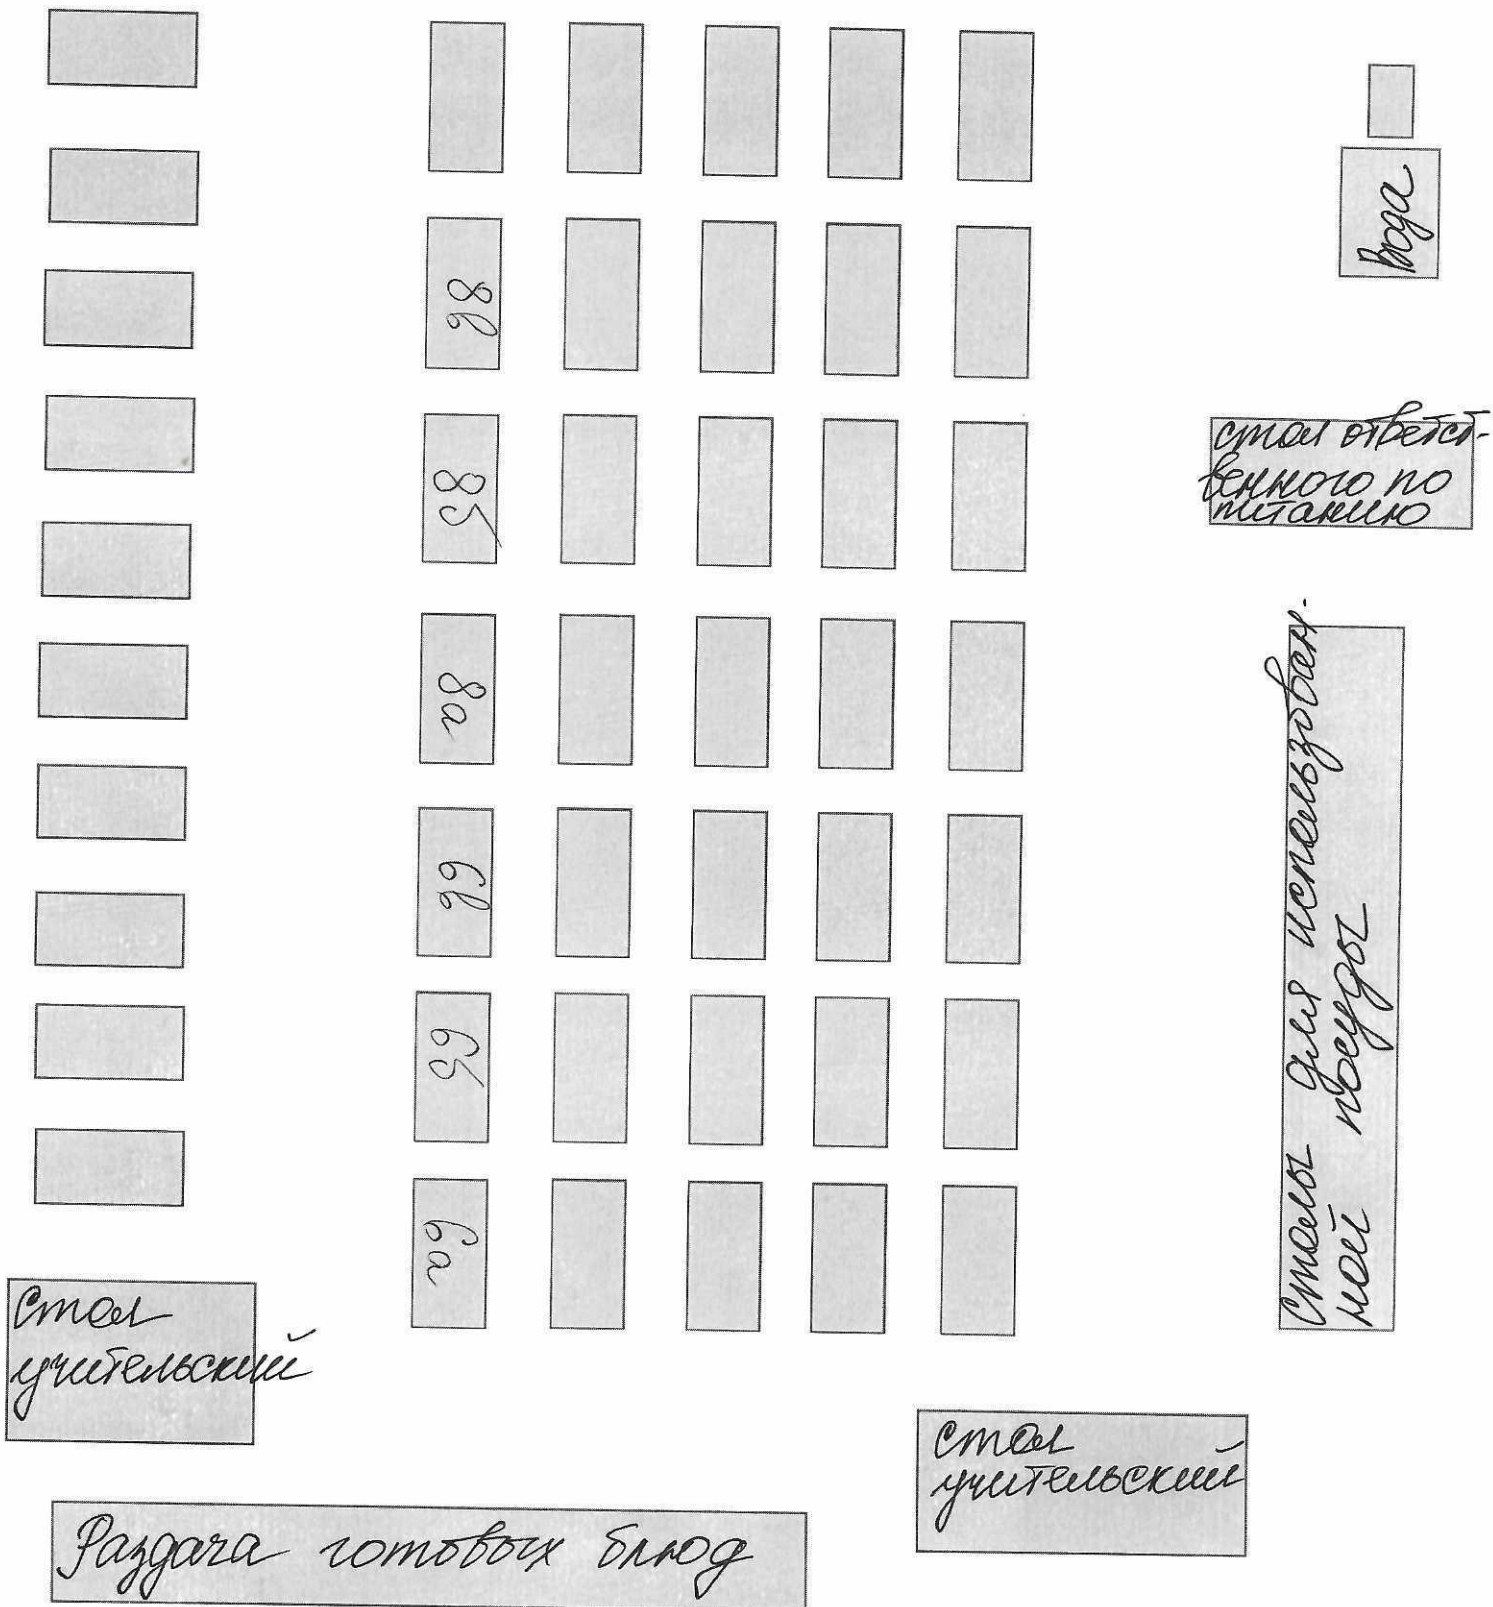 Вода
8в
8б
8а
6в
6б
6а
стол ответст-
венного по
питанию
Столы для использован.
ной посуды
Стол
учительский
Стол
учительский
Раздача готовых блюд